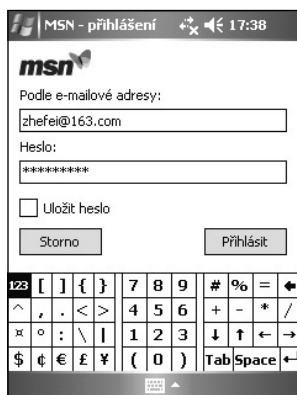 MSN - přihlášení 17:38
msn
Podle e-mailové adresy:
zhefei@163.com
Heslo:
*********
Uložit heslo
Storno Přihlásit
123 [ ] { } 7 8 9 # % = ←
^ , . < > 4 5 6 + - * /
¤ ° : \ | 1 2 3 ↓ ↑ ← →
$ ¢ € £ ¥ ( 0 ) Tab Space ↵